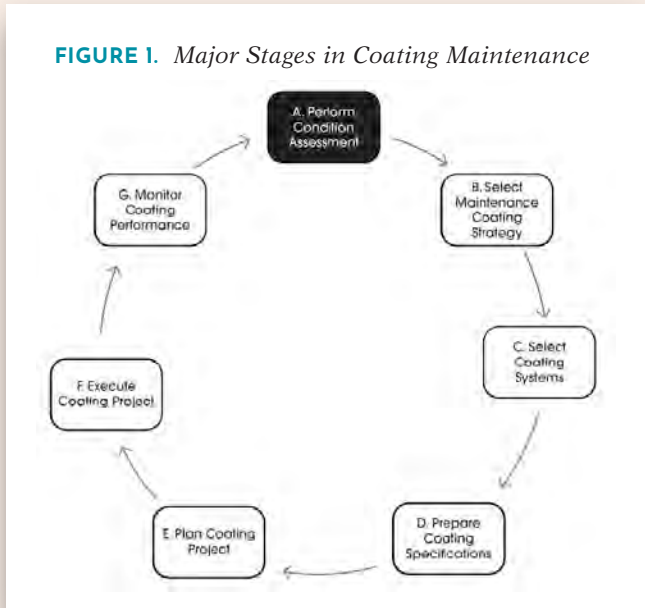 FIGURE 1. Major Stages in Coating Maintenance
A. Perform
Condition
Assessment
B. Select
Maintenance
Coating
Strategy
C. Select
Coating
Systems
D. Prepare
Coating
Specifications
E. Plan Coating
Project
F. Execute
Coating Project
G. Monitor
Coating
Performance